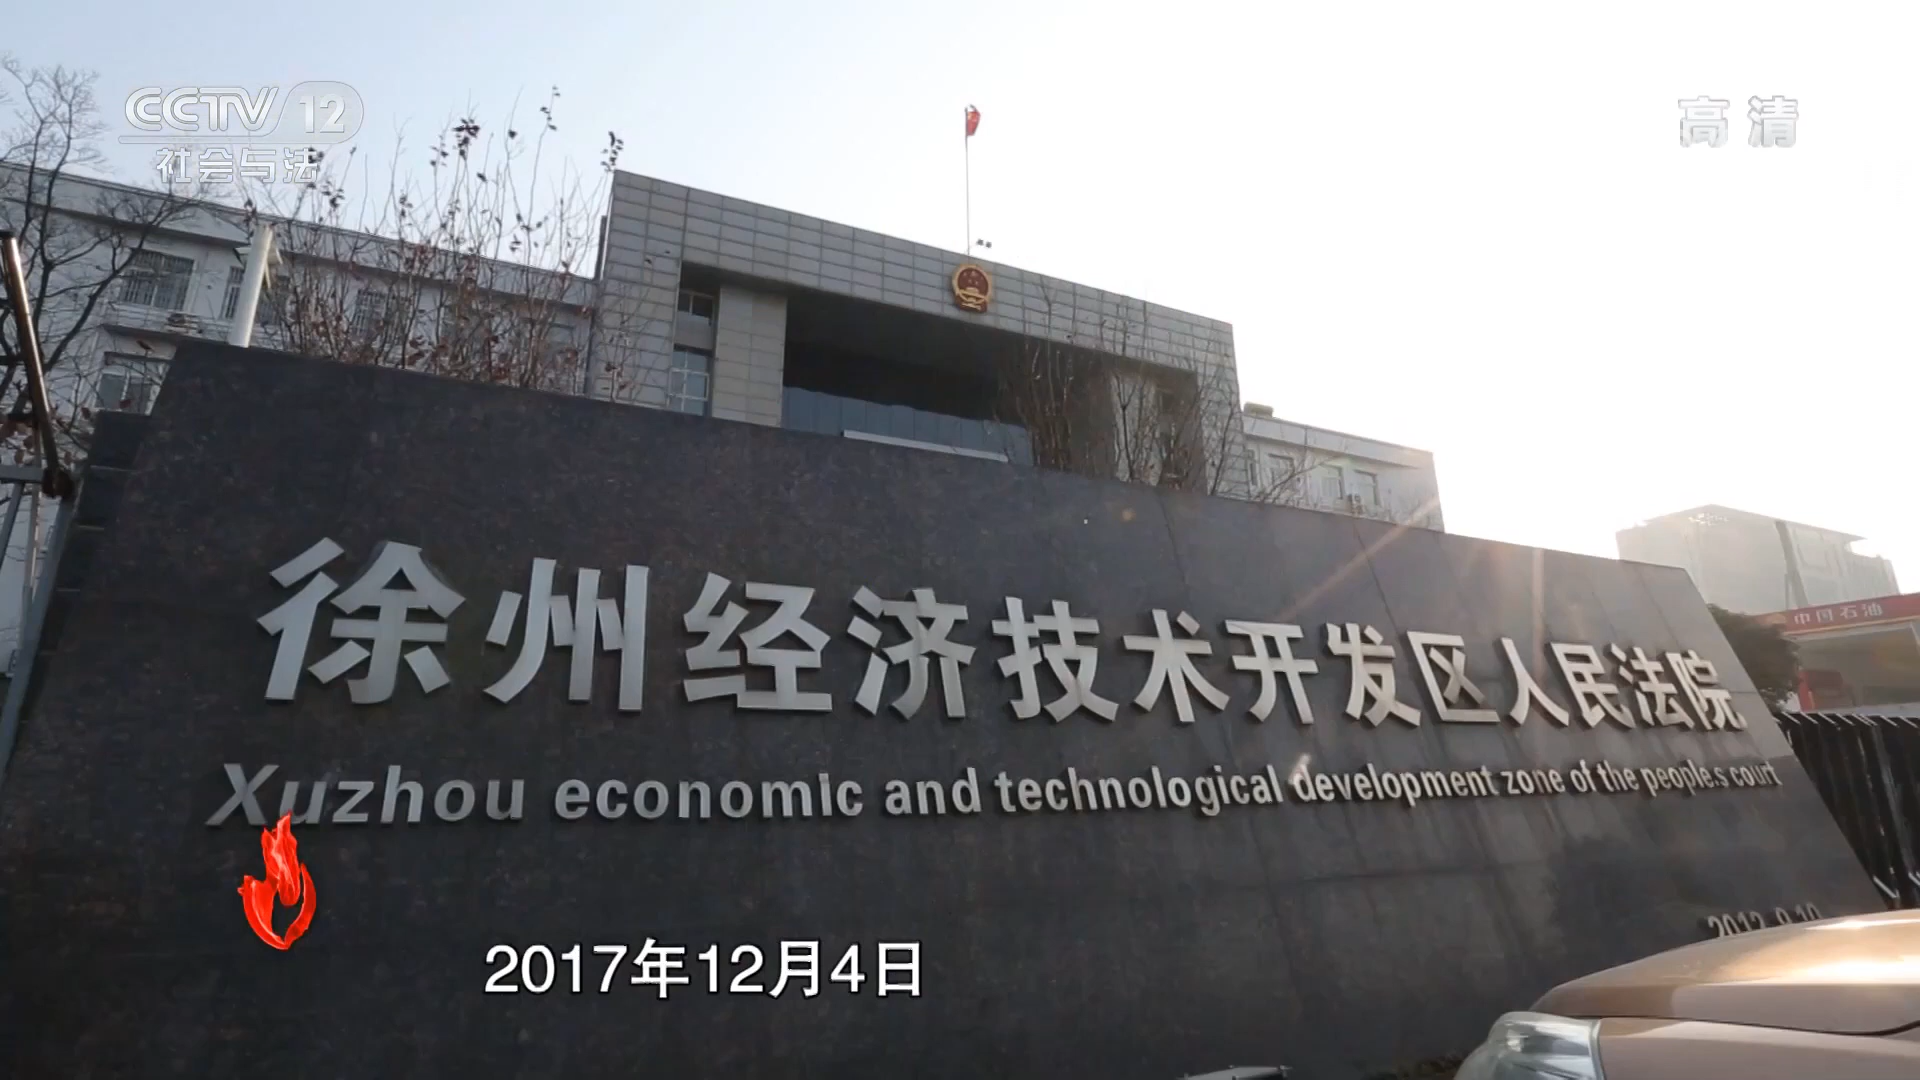 CCTV 12
社会与法
高清
中国石油
徐州经济技术开发区人民法院
Xuzhou economic and technological development zone of the people,s court
2017年12月4日